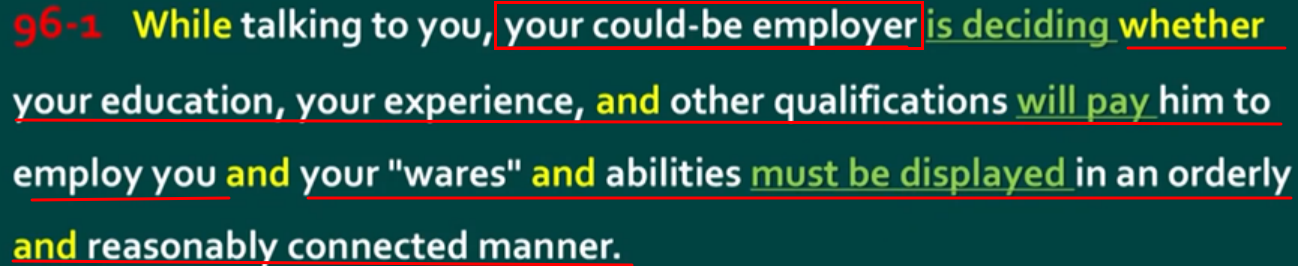 96-1 While talking to you, your could-be employer is deciding whether
your education, your experience, and other qualifications will pay him to
employ you and your "wares" and abilities must be displayed in an orderly
and reasonably connected manner.